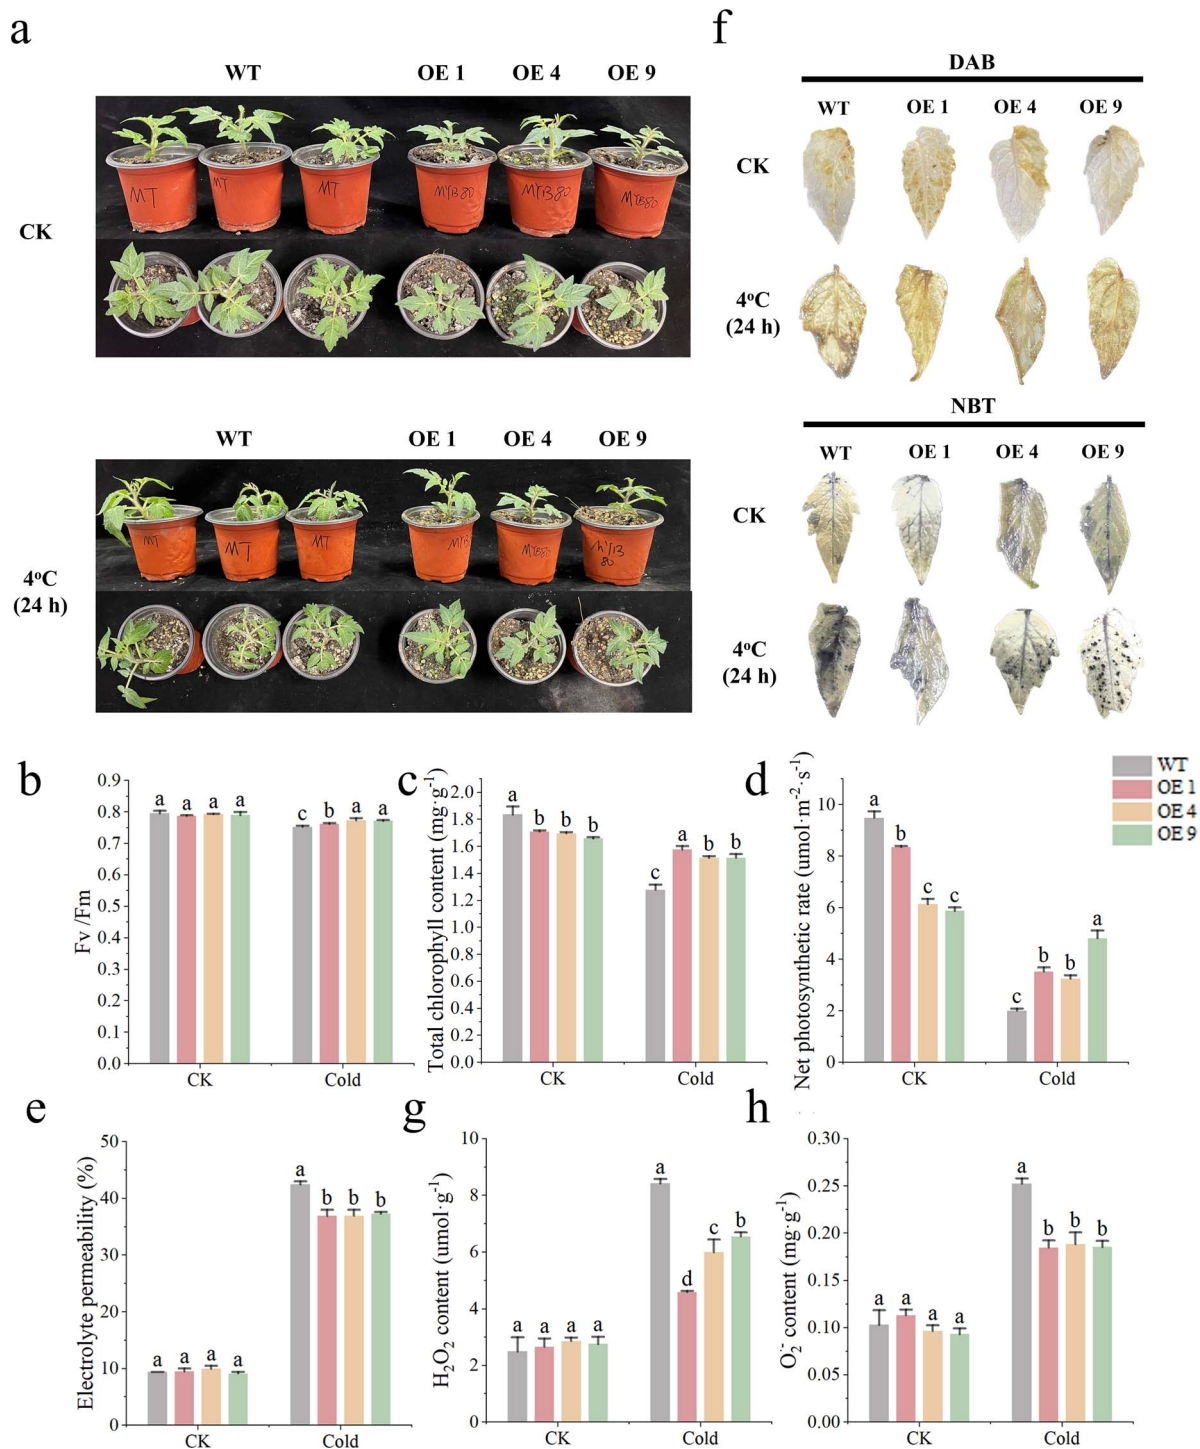 a
WT OE 1 OE 4 OE 9
CK
MT MT MT MYB80 MYB80 MYB80
WT OE 1 OE 4 OE 9
4°C
(24 h)
MT MT MT MYB MYB80 MYB
80
f
DAB
WT OE 1 OE 4 OE 9
CK
4°C
(24 h)
NBT
WT OE 1 OE 4 OE 9
CK
4°C
(24 h)
b
Fv /Fm
0.9
0.8
0.7
0.6
0.5
0.4
0.3
0.2
0.1
0.0
a a a a c b a a
CK Cold
c
Total chlorophyll content (mg·g⁻¹)
2.0
1.8
1.6
1.4
1.2
1.0
0.8
0.6
0.4
0.2
0.0
a b b b c a b b
CK Cold
d
Net photosynthetic rate (umol·m⁻²·s⁻¹)
10
8
6
4
2
0
a b c c c b b a
CK Cold
WT
OE 1
OE 4
OE 9
e
Electrolyte permeability (%)
50
40
30
20
10
0
a a a a a b b b
CK Cold
g
H₂O₂ content (umol·g⁻¹)
10
8
6
4
2
0
a a a a a d c b
CK Cold
h
O₂·⁻ content (mg·g⁻¹)
0.30
0.25
0.20
0.15
0.10
0.05
0.00
a a a a a b b b
CK Cold